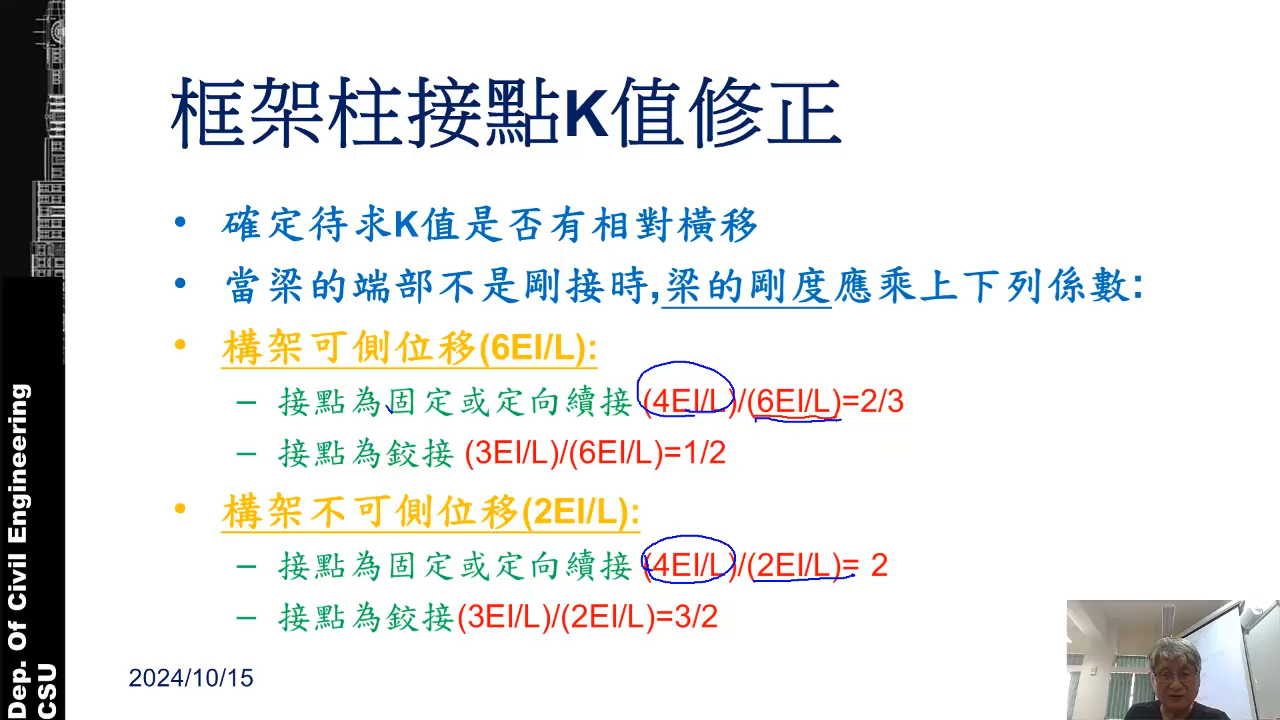 框架柱接點K值修正
• 確定待求K值是否有相對橫移
• 當梁的端部不是剛接時,梁的剛度應乘上下列係數:
• 構架可側位移(6EI/L):
– 接點為固定或定向續接 (4EI/L)/(6EI/L)=2/3
– 接點為鉸接 (3EI/L)/(6EI/L)=1/2
• 構架不可側位移(2EI/L):
– 接點為固定或定向續接 (4EI/L)/(2EI/L)= 2
– 接點為鉸接(3EI/L)/(2EI/L)=3/2
2024/10/15
Dep. Of Civil Engineering
CSU